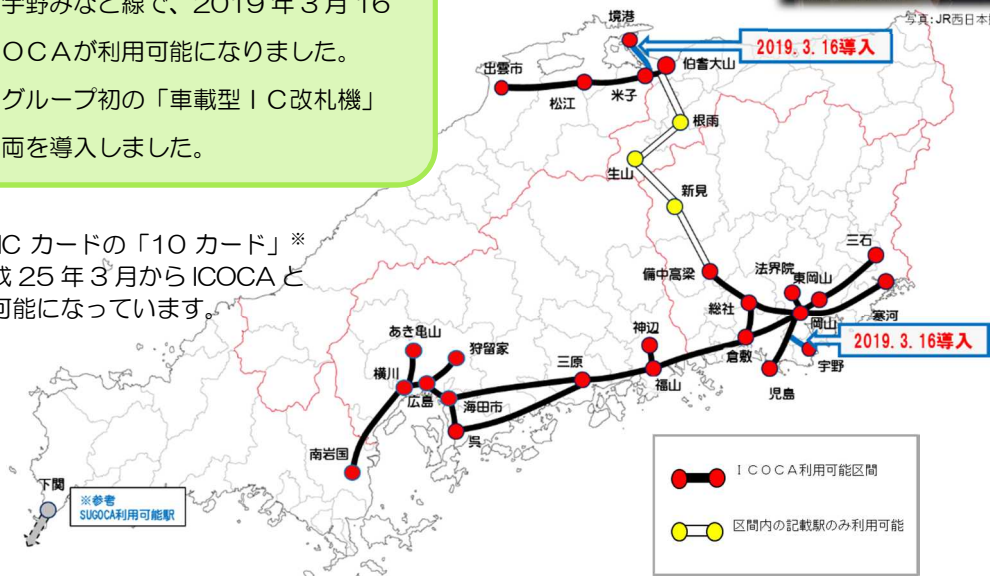 宇野みなと線で、2019年3月16
OCAが利用可能になりました。
グループ初の「車載型IC改札機」
両を導入しました。
写真:JR西日本
IC カードの「10 カード」※
成 25 年 3 月から ICOCA と
可能になっています。
境港
2019.3.16導入
出雲市
松江
米子
伯耆大山
根雨
生山
新見
備中高梁
総社
法界院
東岡山
三石
岡山
寒河
2019.3.16導入
宇野
児島
倉敷
神辺
福山
三原
あき亀山
狩留家
横川
広島
海田市
呉
南岩国
下関
※参考
SUGOCA利用可能駅
ICOCA利用可能区間
区間内の記載駅のみ利用可能